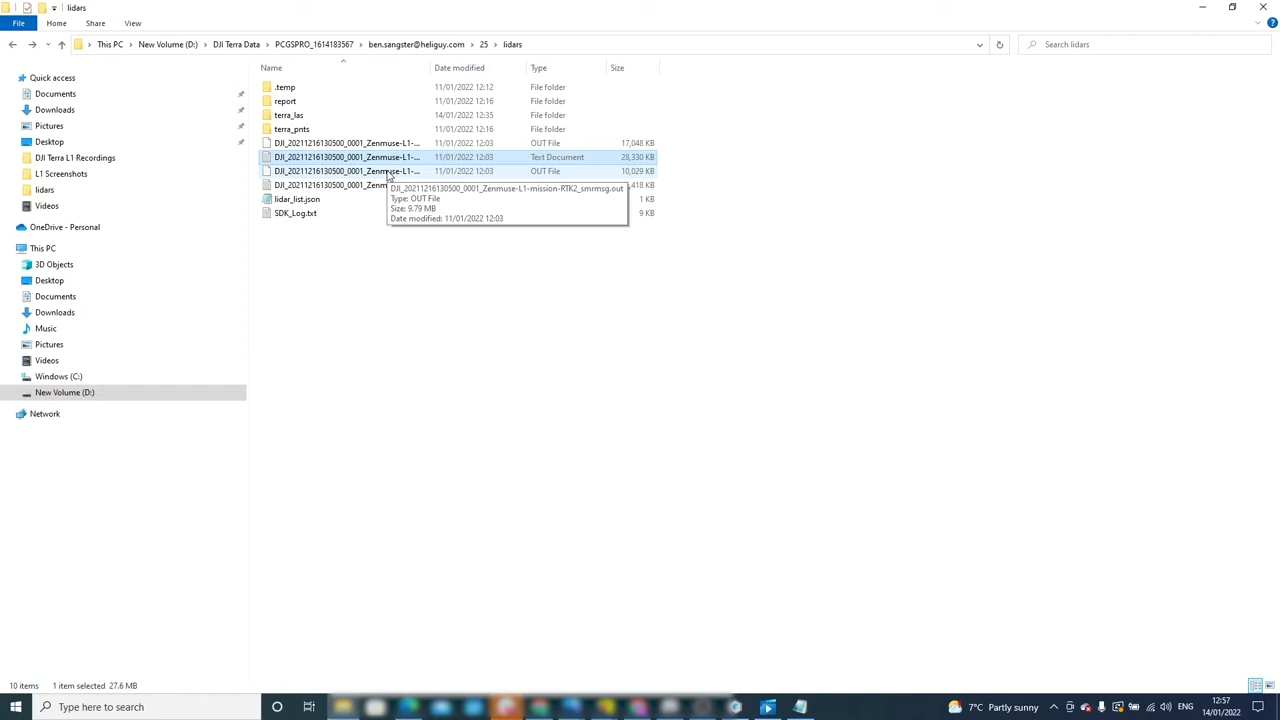 lidars
File Home Share View
This PC New Volume (D:) DJI Terra Data PCGSPRO_1614183567 ben.sangster@heliguy.com 25 lidars Search lidars
Name Date modified Type Size
Quick access
Documents
Downloads
Pictures
Desktop
DJI Terra L1 Recordings
L1 Screenshots
lidars
Videos
OneDrive - Personal
This PC
3D Objects
Desktop
Documents
Downloads
Music
Pictures
Videos
Windows (C:)
New Volume (D:)
Network
.temp 11/01/2022 12:12 File folder
report 11/01/2022 12:16 File folder
terra_las 14/01/2022 12:35 File folder
terra_pnts 11/01/2022 12:16 File folder
DJI_20211216130500_0001_Zenmuse-L1-... 11/01/2022 12:03 OUT File 17,048 KB
DJI_20211216130500_0001_Zenmuse-L1-... 11/01/2022 12:03 Text Document 28,330 KB
DJI_20211216130500_0001_Zenmuse-L1-... 11/01/2022 12:03 OUT File 10,029 KB
DJI_20211216130500_0001_Zenm ,418 KB
lidar_list.json 1 KB
SDK_Log.txt 9 KB
DJI_20211216130500_0001_Zenmuse-L1-mission-RTK2_smrmsg.out
Type: OUT File
Size: 9.79 MB
Date modified: 11/01/2022 12:03
10 items 1 item selected 27.6 MB
Type here to search
7°C Partly sunny
12:57
14/01/2022